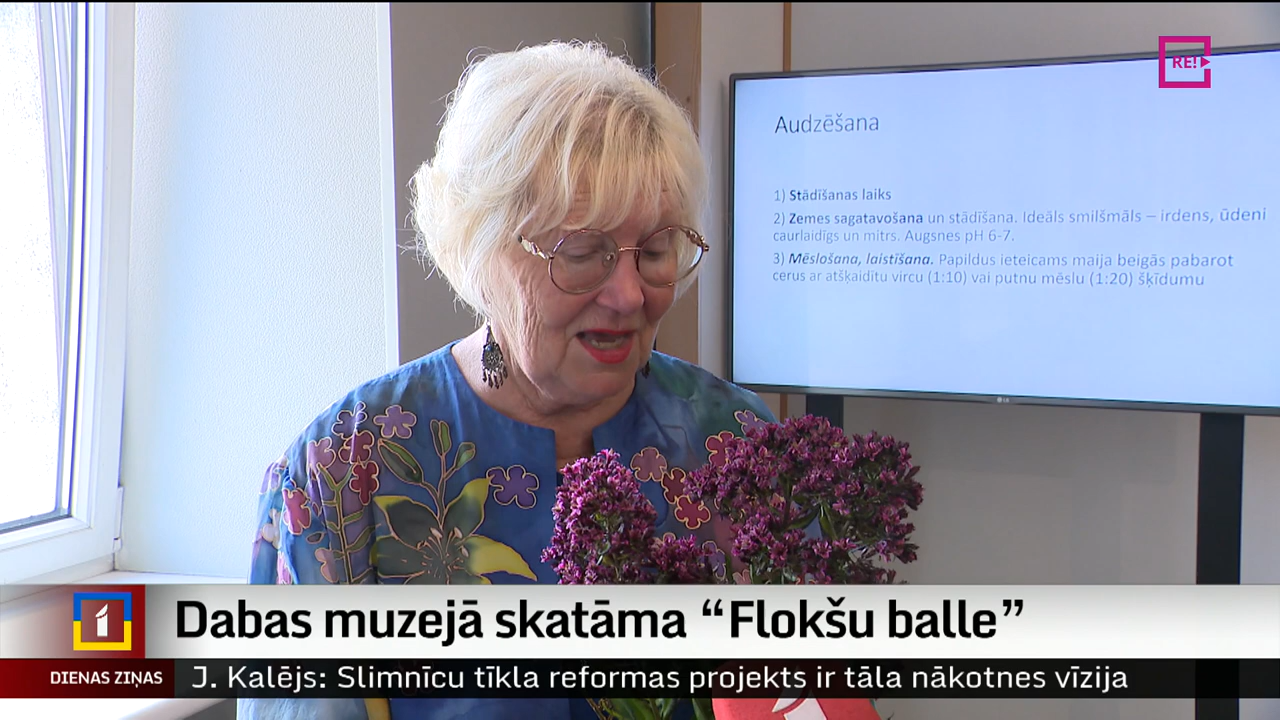 RE!
Audzēšana
1) Stādīšanas laiks
2) Zemes sagatavošana un stādīšana. Ideāls smilšmāls – irdens, ūdeni
caurlaidīgs un mitrs. Augsnes pH 6-7.
3) Mēslošana, laistīšana. Papildus ieteicams maija beigās pabarot
cerus ar atšķaidītu vircu (1:10) vai putnu mēslu (1:20) šķīdumu
LG
1 Dabas muzejā skatāma “Flokšu balle”
DIENAS ZIŅAS J. Kalējs: Slimnīcu tīkla reformas projekts ir tāla nākotnes vīzija